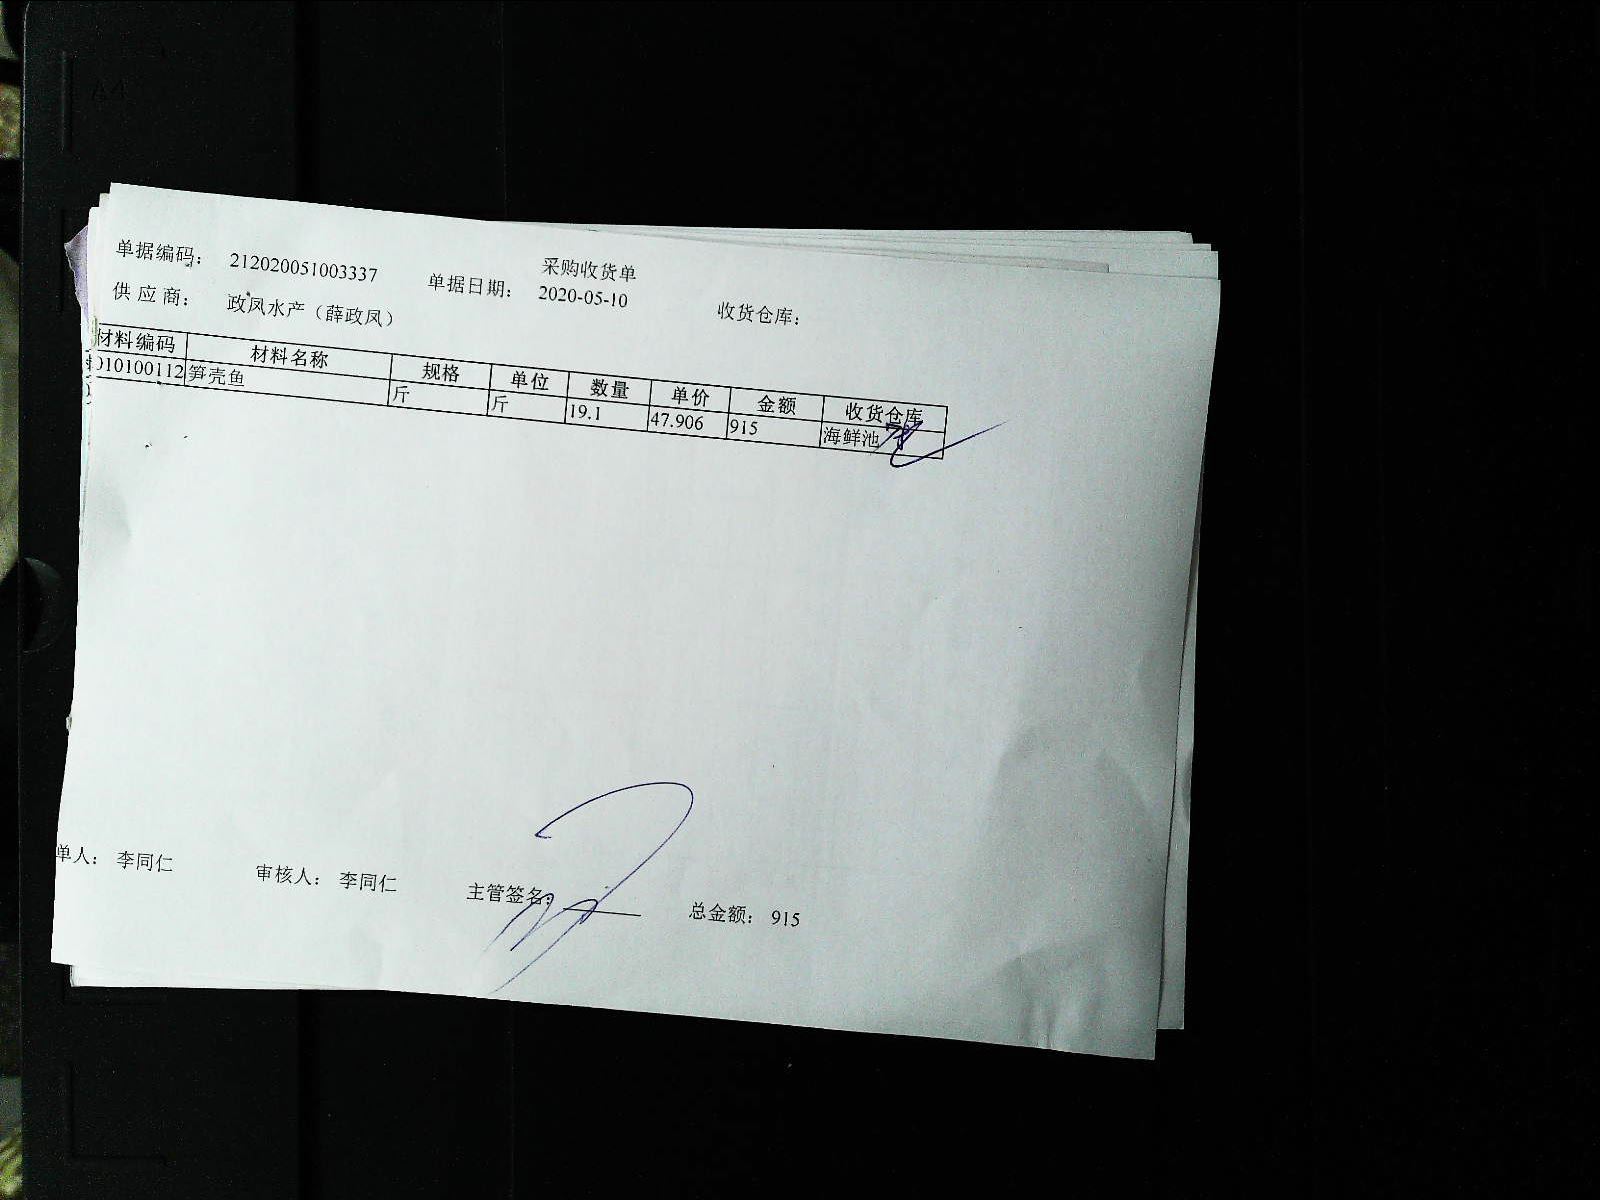 采购收货单
单据编码： 212020051003337 单据日期： 2020-05-10 收货仓库：
供应商： 政凤水产（薛政凤）
材料编码 材料名称 规格 单位 数量 单价 金额 收货仓库
010100112 笋壳鱼 斤 斤 19.1 47.906 915 海鲜池
单人： 李同仁 审核人： 李同仁 主管签名： 总金额： 915
A4